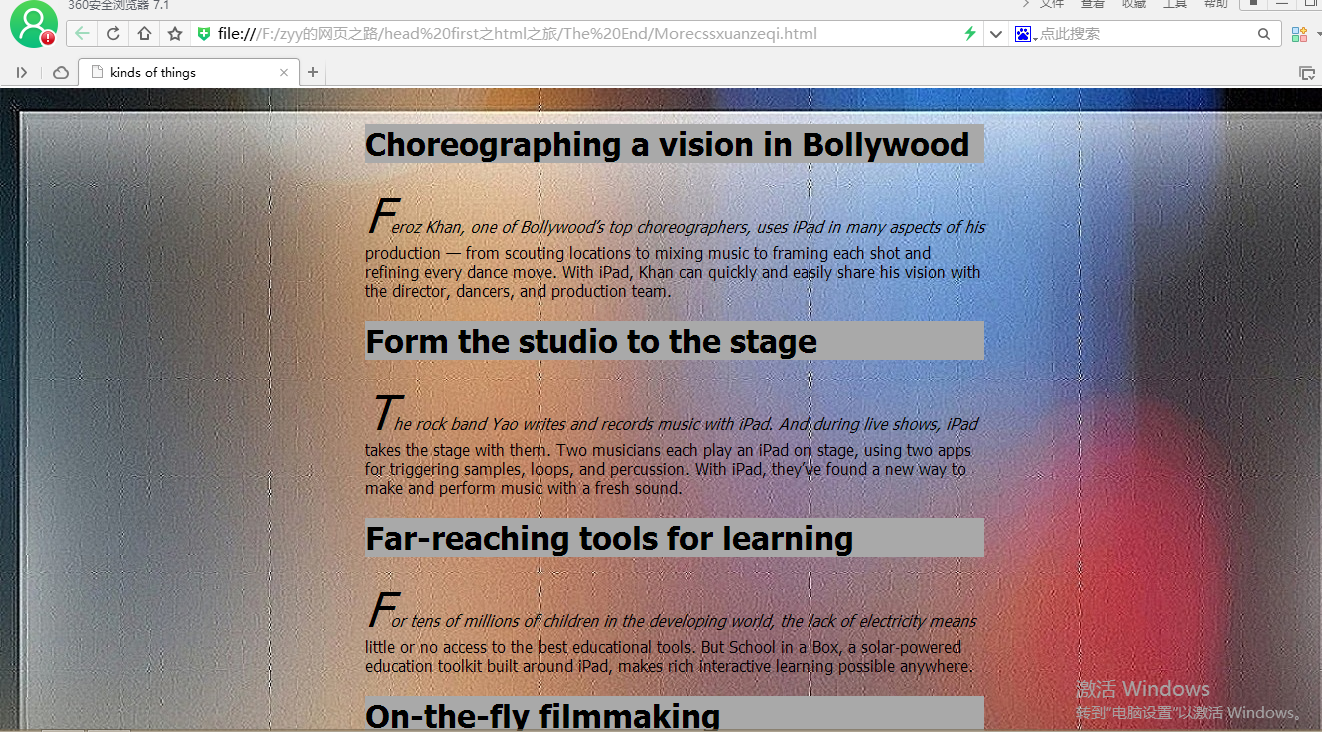 360安全浏览器 7.1
文件 查看 收藏 工具 帮助
file:///F:/zyy的网页之路/head%20first之html之旅/The%20End/Morecssxuanzeqi.html
点此搜索
kinds of things
Choreographing a vision in Bollywood
Feroz Khan, one of Bollywood’s top choreographers, uses iPad in many aspects of his
production — from scouting locations to mixing music to framing each shot and
refining every dance move. With iPad, Khan can quickly and easily share his vision with
the director, dancers, and production team.
Form the studio to the stage
The rock band Yao writes and records music with iPad. And during live shows, iPad
takes the stage with them. Two musicians each play an iPad on stage, using two apps
for triggering samples, loops, and percussion. With iPad, they’ve found a new way to
make and perform music with a fresh sound.
Far-reaching tools for learning
For tens of millions of children in the developing world, the lack of electricity means
little or no access to the best educational tools. But School in a Box, a solar-powered
education toolkit built around iPad, makes rich interactive learning possible anywhere.
On-the-fly filmmaking
激活 Windows
转到“电脑设置”以激活 Windows。